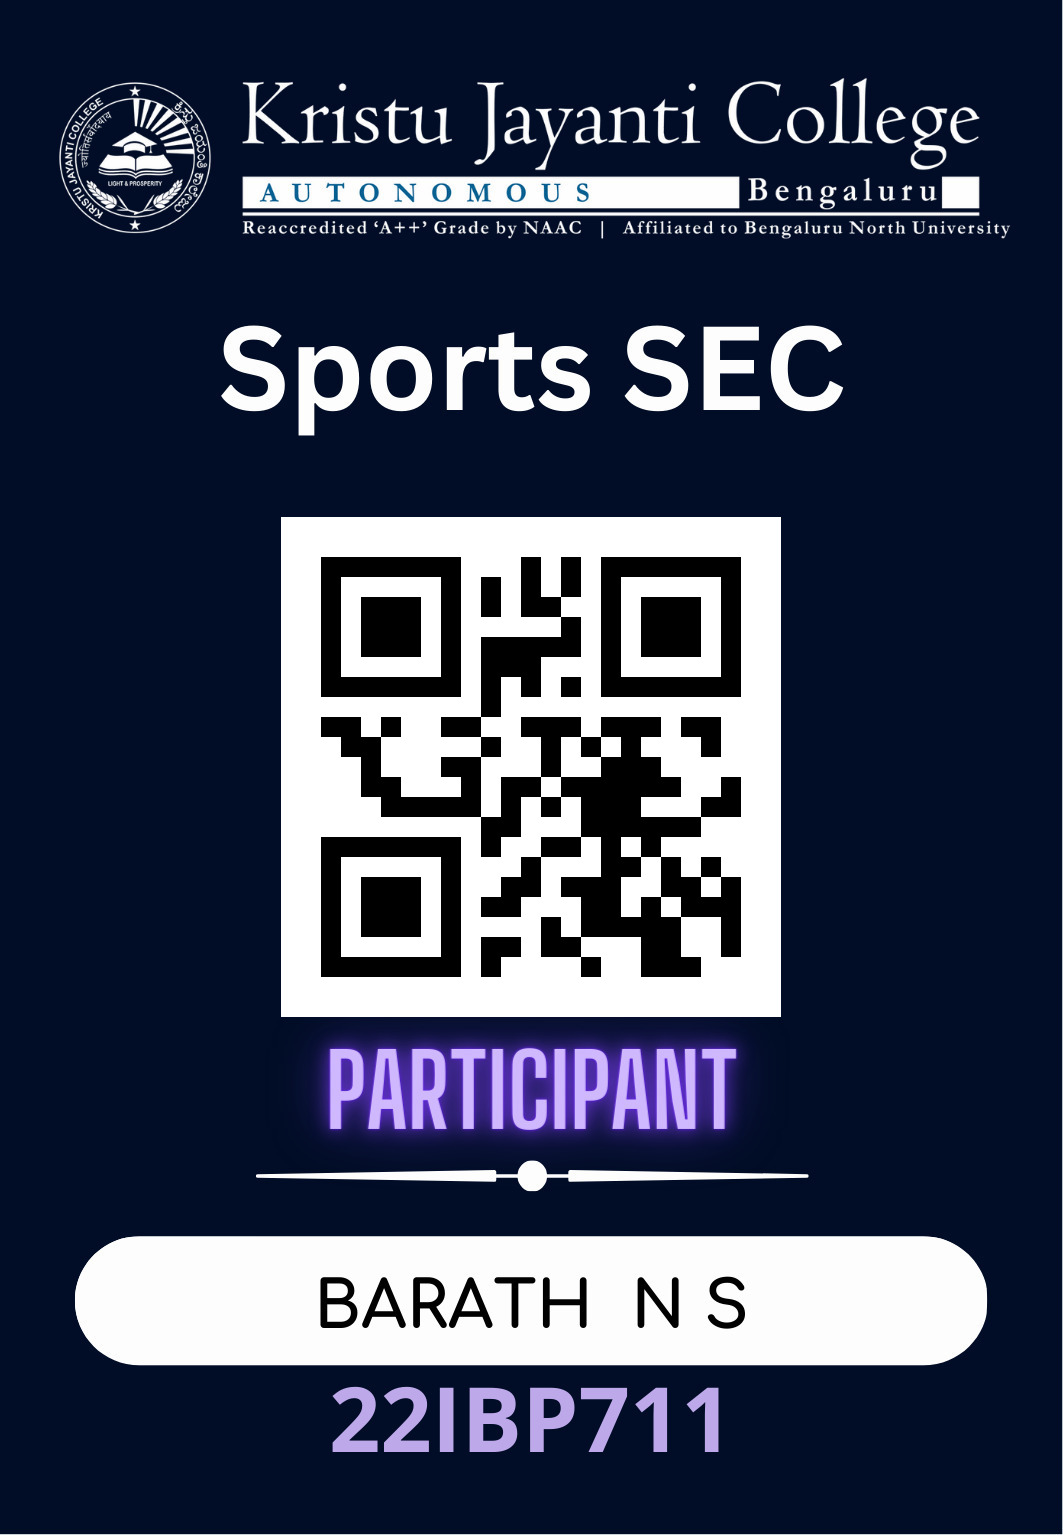 Kristu Jayanti College
AUTONOMOUS Bengaluru
Reaccredited ‘A++’ Grade by NAAC | Affiliated to Bengaluru North University
KRISTU JAYANTI COLLEGE
LIGHT & PROSPERITY
Sports SEC
PARTICIPANT
BARATH N S
22IBP711